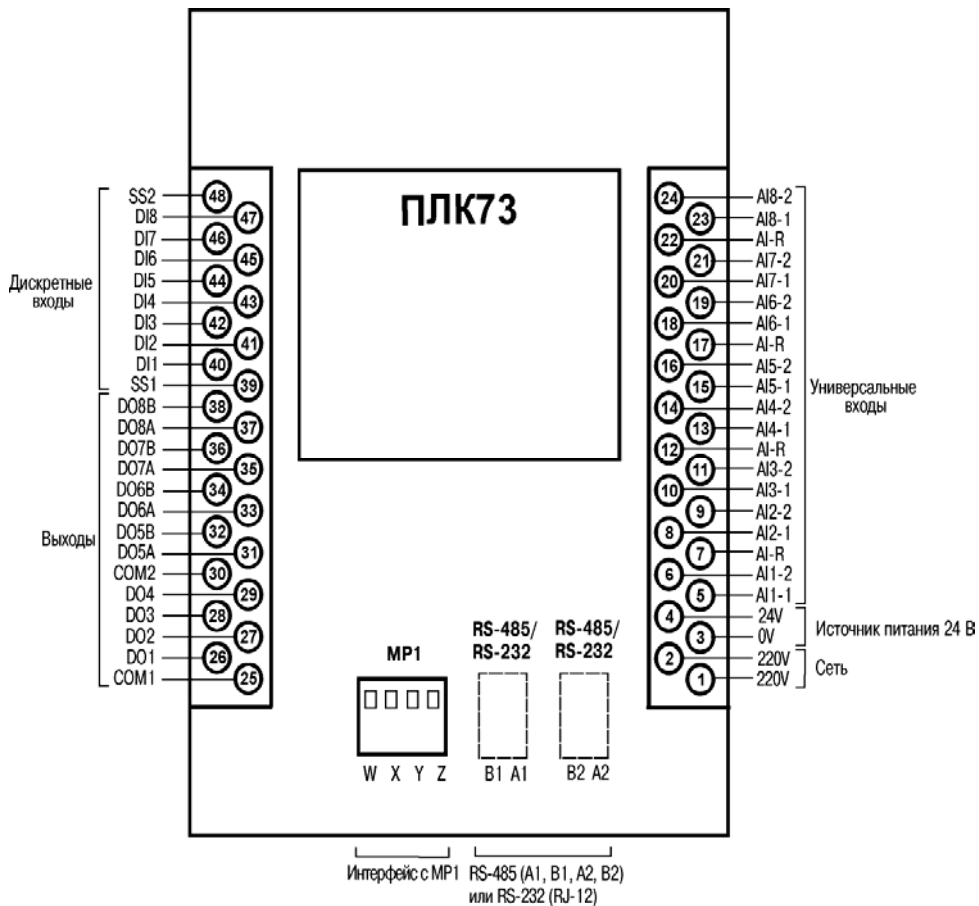 ПЛК73
SS2 48
DI8 47
DI7 46
DI6 45
DI5 44
DI4 43
DI3 42
DI2 41
DI1 40
SS1 39
Дискретные
входы
DO8B 38
DO8A 37
DO7B 36
DO7A 35
DO6B 34
DO6A 33
DO5B 32
DO5A 31
COM2 30
DO4 29
DO3 28
DO2 27
DO1 26
COM1 25
Выходы
24 AI8-2
23 AI8-1
22 AI-R
21 AI7-2
20 AI7-1
19 AI6-2
18 AI6-1
17 AI-R
16 AI5-2
15 AI5-1
14 AI4-2
13 AI4-1
12 AI-R
11 AI3-2
10 AI3-1
9 AI2-2
8 AI2-1
7 AI-R
6 AI1-2
5 AI1-1
Универсальные
входы
4 24V
3 0V
Источник питания 24 В
2 220V
1 220V
Сеть
MP1
W X Y Z
RS-485/
RS-232
B1 A1
RS-485/
RS-232
B2 A2
Интерфейс с МР1
RS-485 (A1, B1, A2, B2)
или RS-232 (RJ-12)